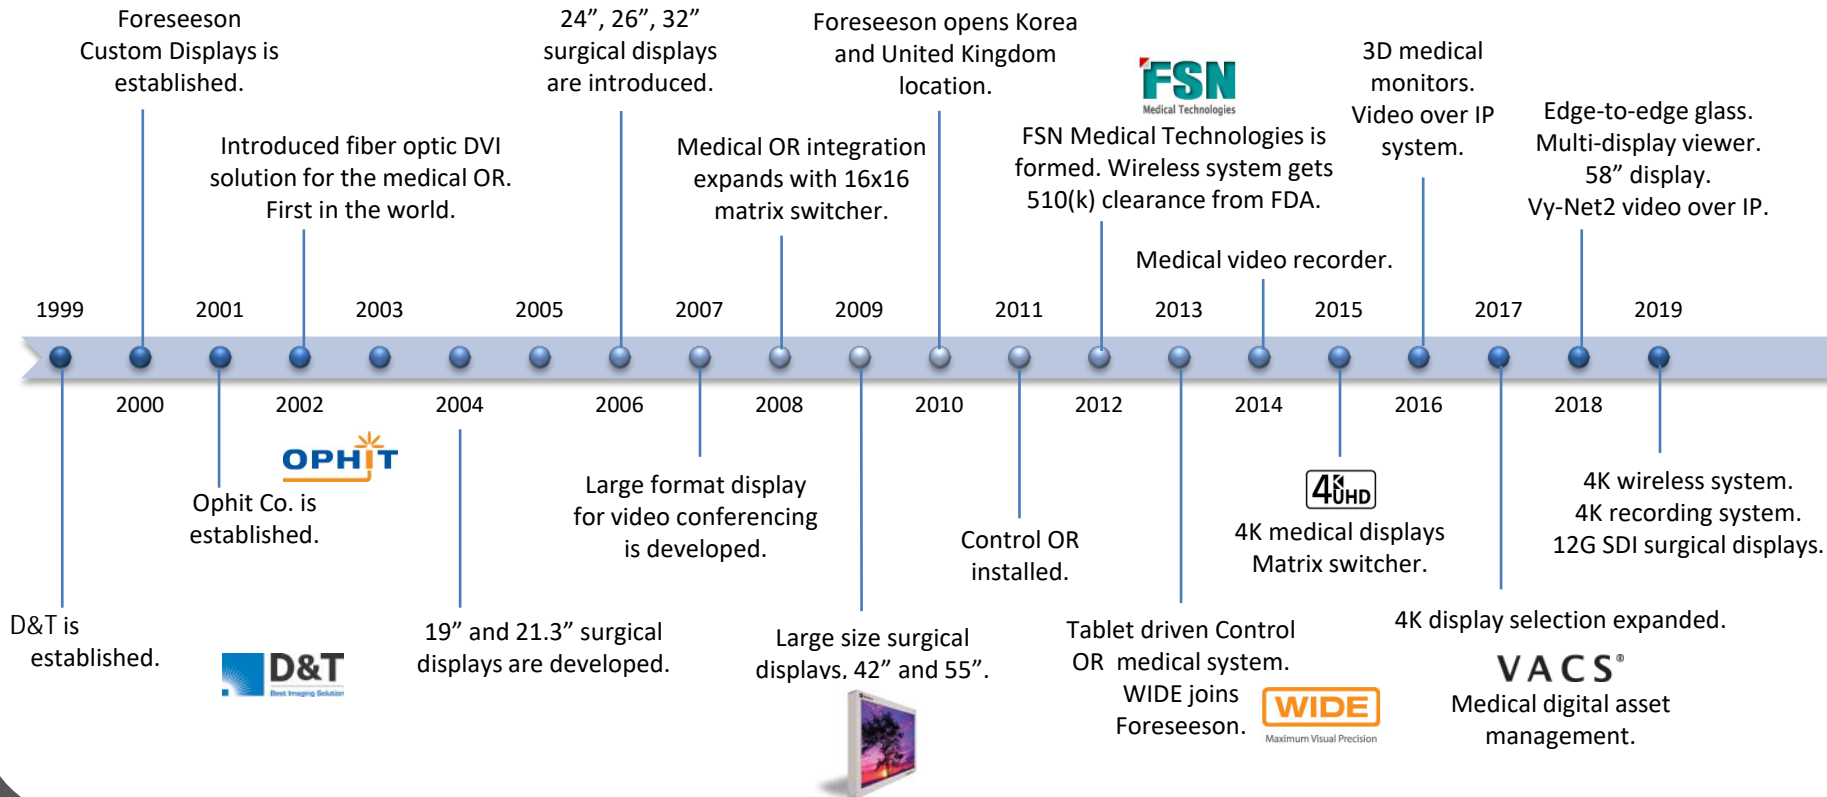 Foreseeson
Custom Displays is
established.
24”, 26”, 32”
surgical displays
are introduced.
Foreseeson opens Korea
and United Kingdom
location.
FSN
Medical Technologies
3D medical
monitors.
Video over IP
system.
Edge-to-edge glass.
Multi-display viewer.
58” display.
Vy-Net2 video over IP.
Introduced fiber optic DVI
solution for the medical OR.
First in the world.
Medical OR integration
expands with 16x16
matrix switcher.
FSN Medical Technologies is
formed. Wireless system gets
510(k) clearance from FDA.
Medical video recorder.
1999
2001
2003
2005
2007
2009
2011
2013
2015
2017
2019
2000
2002
2004
2006
2008
2010
2012
2014
2016
2018
OPHIT
Ophit Co. is
established.
Large format display
for video conferencing
is developed.
Control OR
installed.
4K UHD
4K medical displays
Matrix switcher.
4K wireless system.
4K recording system.
12G SDI surgical displays.
D&T is
established.
D&T
Best Imaging Solution
19” and 21.3” surgical
displays are developed.
Large size surgical
displays, 42” and 55”.
Tablet driven Control
OR  medical system.
WIDE joins
Foreseeson.
WIDE
Maximum Visual Precision
4K display selection expanded.
VACS®
Medical digital asset
management.